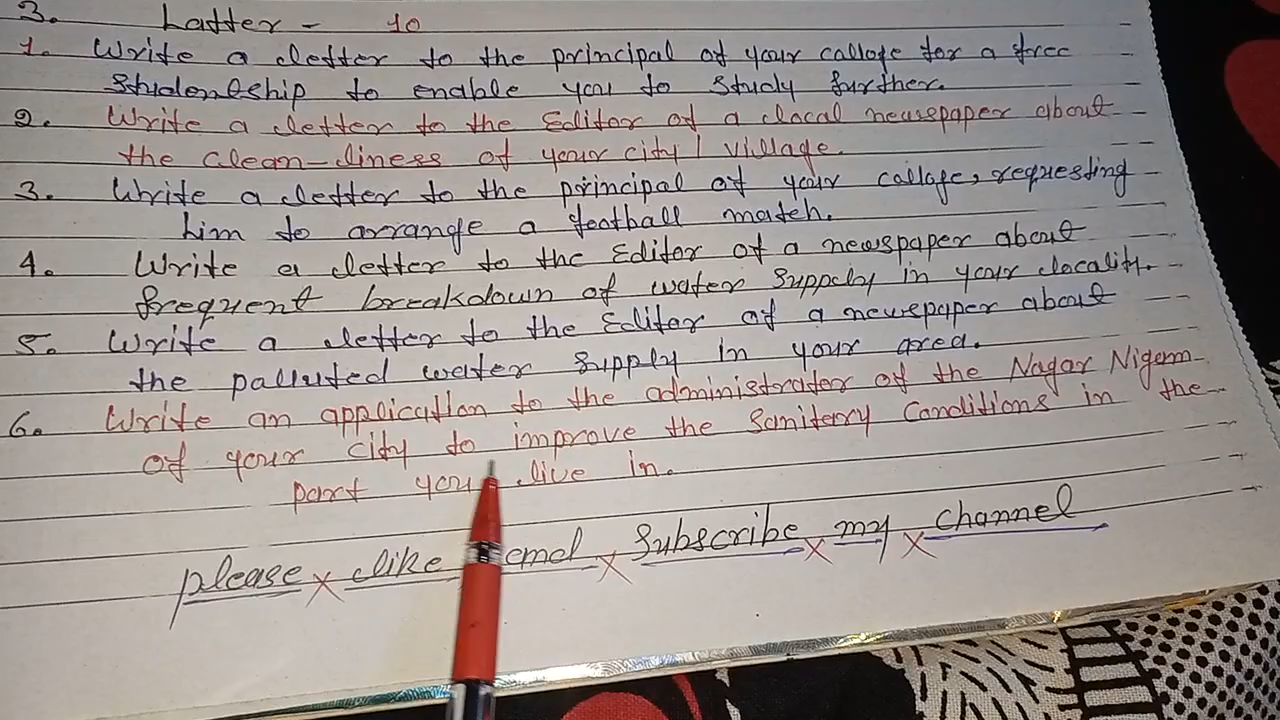 3. Latter - 10
1. Write a letter to the principal of your collage for a free
studentship to enable you to study further.
2. Write a letter to the Editor of a local newspaper about
the clean-liness of your city / village.
3. Write a letter to the principal of your collage, requesting
him to arrange a football match.
4. Write a letter to the Editor of a newspaper about
frequent breakdown of water supply in your locality.
5. Write a letter to the Editor of a newspaper about
the polluted water supply in your area.
6. Write an application to the administrator of the Nagar Nigam
of your city to improve the Sanitery Conditions in the
part you live in.
please x like and x Subscribe x my x channel